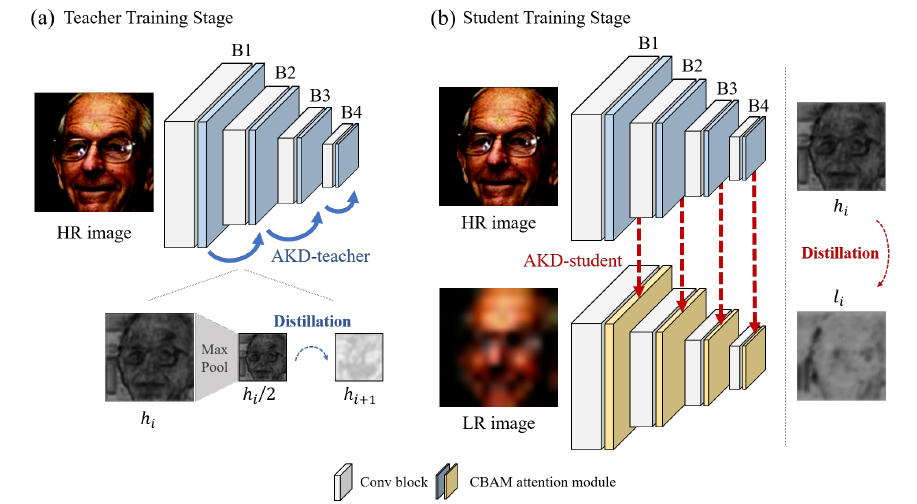 (a) Teacher Training Stage
B1
B2
B3
B4
HR image
AKD-teacher
Distillation
Max
Pool
h_i
h_i/2
h_{i+1}
(b) Student Training Stage
B1
B2
B3
B4
HR image
AKD-student
LR image
h_i
Distillation
l_i
Conv block
CBAM attention module